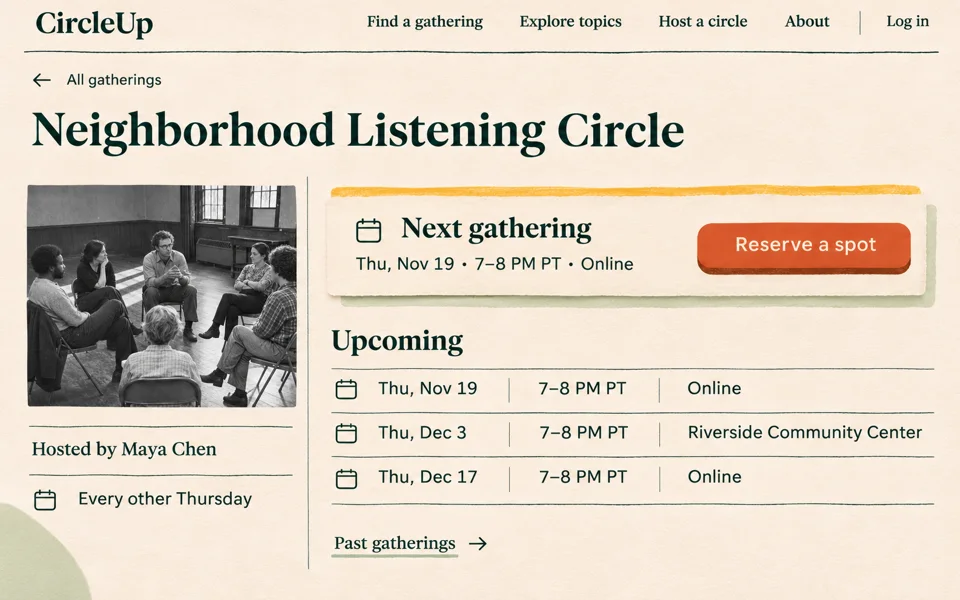 CircleUp
Find a gathering Explore topics Host a circle About Log in
← All gatherings
Neighborhood Listening Circle
Hosted by Maya Chen
Every other Thursday
Next gathering
Thu, Nov 19 • 7–8 PM PT • Online
Reserve a spot
Upcoming
Thu, Nov 19 7–8 PM PT Online
Thu, Dec 3 7–8 PM PT Riverside Community Center
Thu, Dec 17 7–8 PM PT Online
Past gatherings →